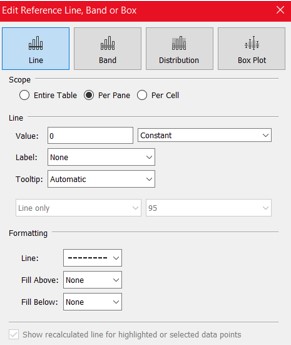 Edit Reference Line, Band or Box
Line Band Distribution Box Plot
Scope
Entire Table Per Pane Per Cell
Line
Value: 0 Constant
Label: None
Tooltip: Automatic
Line only 95
Formatting
Line:
Fill Above: None
Fill Below: None
Show recalculated line for highlighted or selected data points